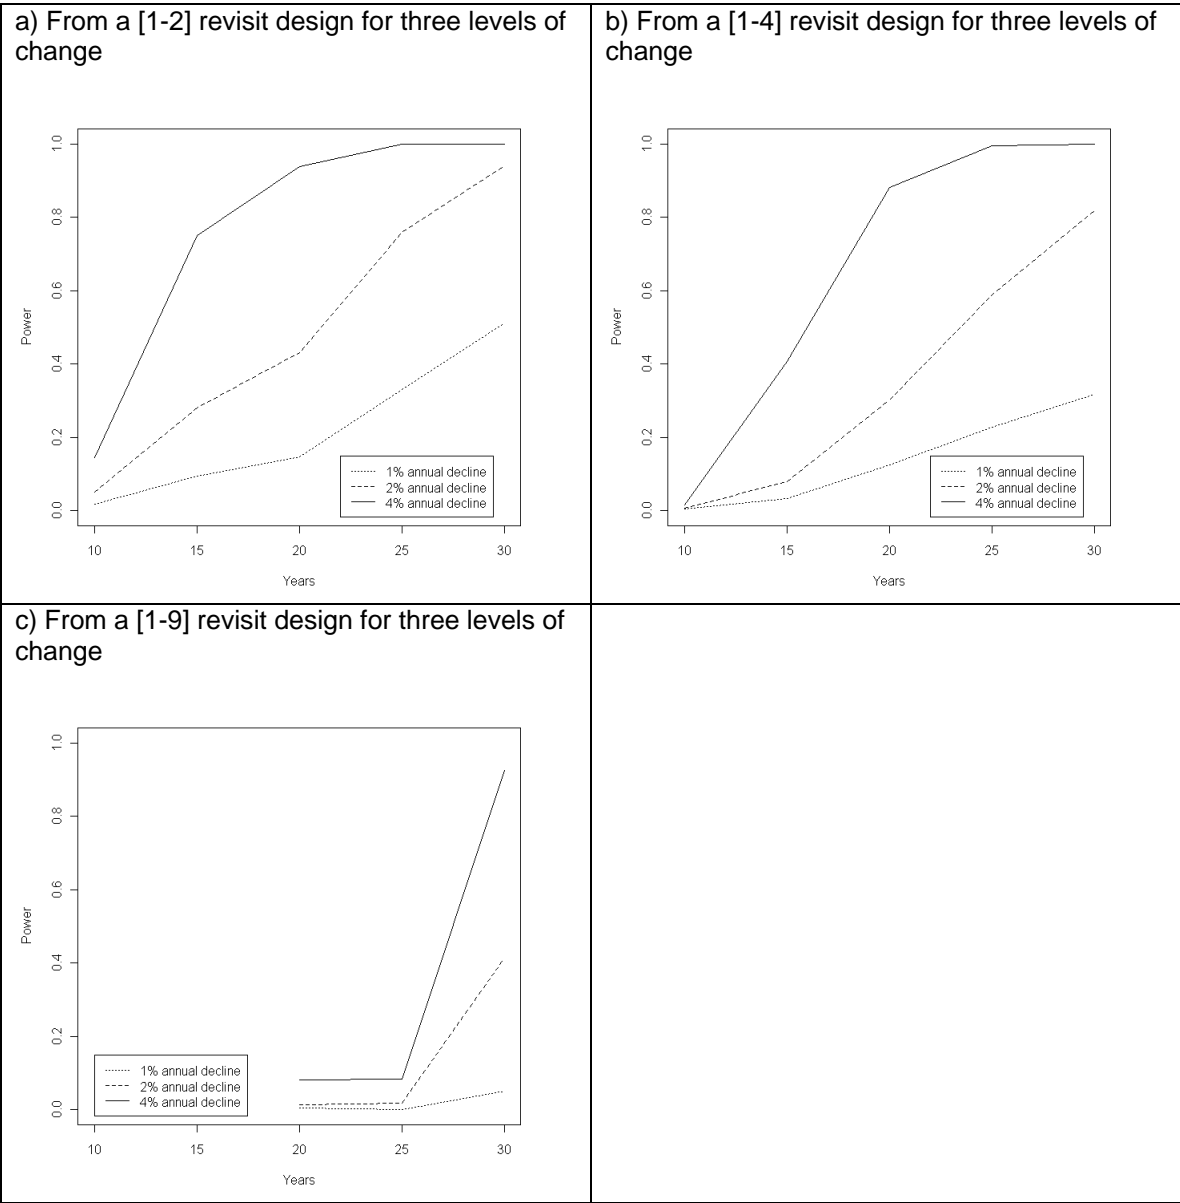 a) From a [1-2] revisit design for three levels of
change
1.0
0.8
0.6
0.4
0.2
0.0
Power
1% annual decline
2% annual decline
4% annual decline
10 15 20 25 30
Years
b) From a [1-4] revisit design for three levels of
change
1.0
0.8
0.6
0.4
0.2
0.0
Power
1% annual decline
2% annual decline
4% annual decline
10 15 20 25 30
Years
c) From a [1-9] revisit design for three levels of
change
1.0
0.8
0.6
0.4
0.2
0.0
Power
1% annual decline
2% annual decline
4% annual decline
10 15 20 25 30
Years